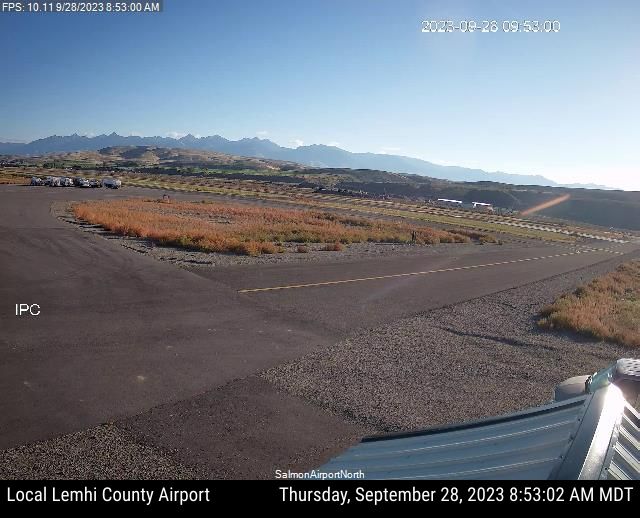 FPS: 10.11 9/28/2023 8:53:00 AM
2023-09-28 09:53:00
IPC
SalmonAirportNorth
Local Lemhi County Airport Thursday, September 28, 2023 8:53:02 AM MDT